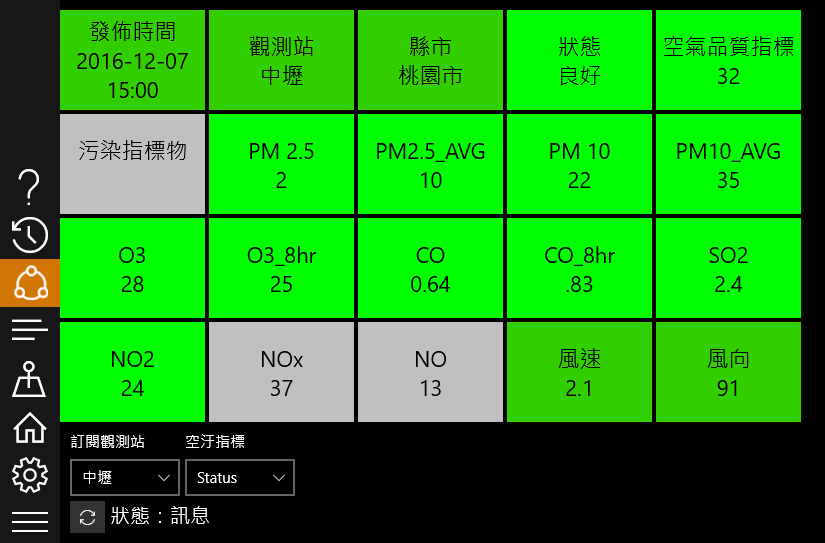 發佈時間
2016-12-07
15:00
觀測站
中壢
縣市
桃園市
狀態
良好
空氣品質指標
32
污染指標物
PM 2.5
2
PM2.5_AVG
10
PM 10
22
PM10_AVG
35
O3
28
O3_8hr
25
CO
0.64
CO_8hr
.83
SO2
2.4
NO2
24
NOx
37
NO
13
風速
2.1
風向
91
訂閱觀測站
空汙指標
中壢
Status
狀態：訊息